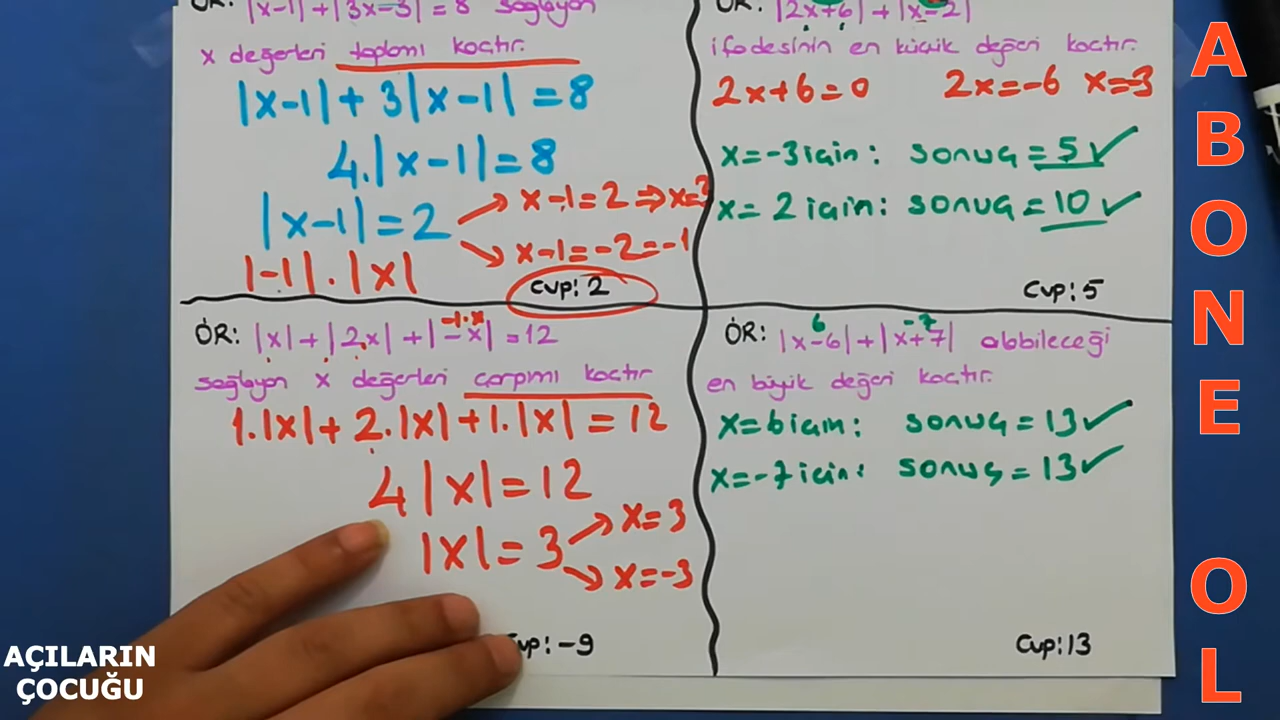 ÖR: |x-1|+|3x-3|=8 sağlayan
x değerleri toplamı kaçtır.
|x-1|+3|x-1|=8
4.|x-1|=8
|x-1|=2
x-1=2⇒x=3
x-1=-2=-1
|-1|.|x|
Cvp: 2
ÖR: |2x+6|+|x-2|
ifadesinin en küçük değeri kaçtır.
2x+6=0 2x=-6 x=-3
x=-3 için: sonuç=5✓
x= 2 için: sonuç=10✓
Cvp: 5
-1.x
ÖR: |x|+|2x|+|-x|=12
sağlayan x değerleri çarpımı kaçtır
1.|x|+2.|x|+1.|x|=12
4|x|=12
|x|=3
x=3
x=-3
Cvp: -9
6 -7
ÖR: |x-6|+|x+7| alabileceği
en büyük değeri kaçtır.
x=6 için: sonuç=13✓
x=-7 için: sonuç=13✓
Cvp: 13
ABONE
OL
AÇILARIN
ÇOCUĞU